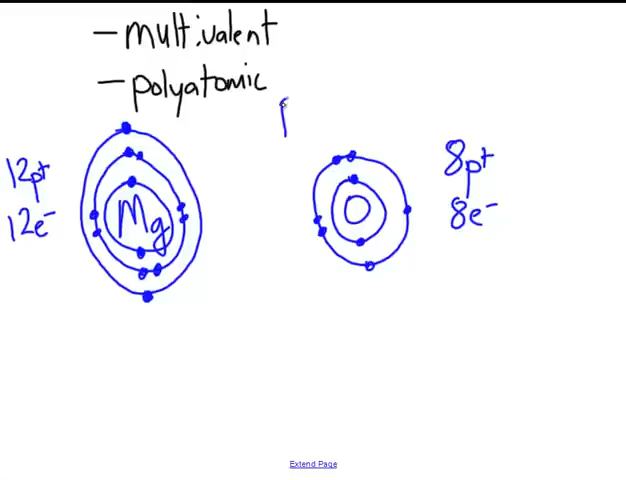 - multivalent
- polyatomic
12p+
12e-
Mg
O
8p+
8e-
Extend Page